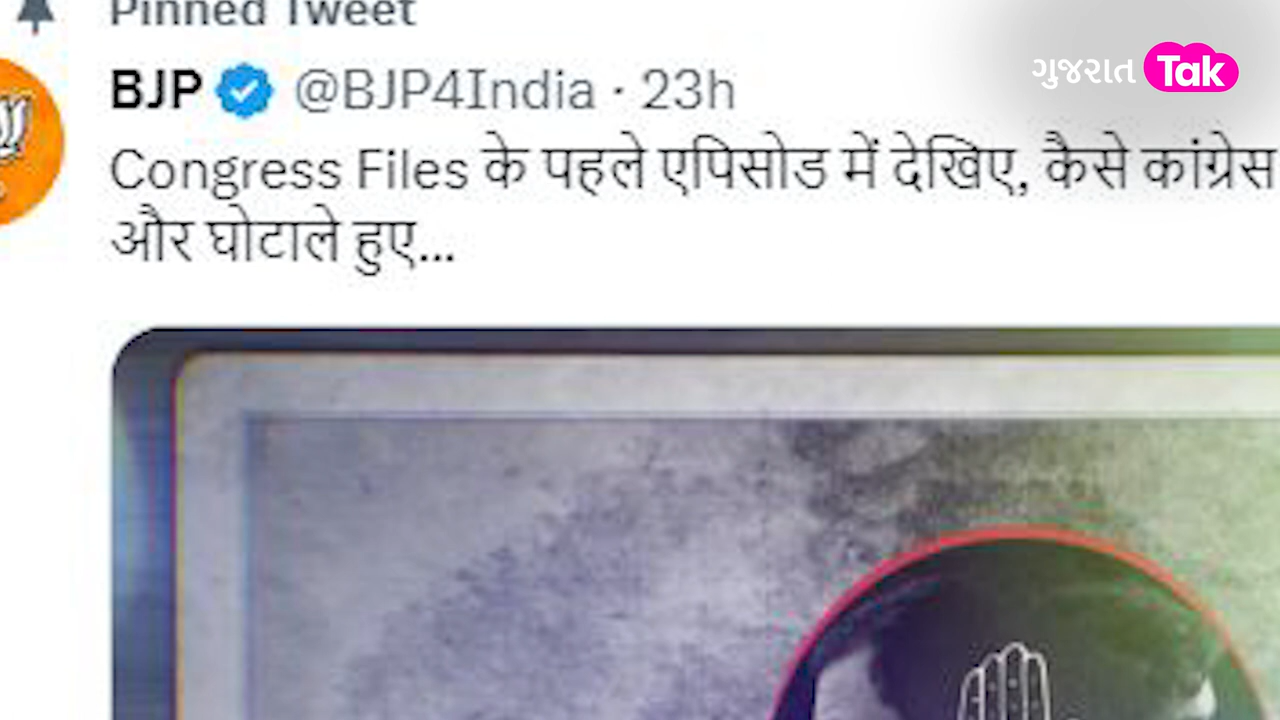 Pinned Tweet
BJP @BJP4India · 23h
ગુજરાત Tak
Congress Files के पहले एपिसोड में देखिए, कैसे कांग्रेस
और घोटाले हुए...